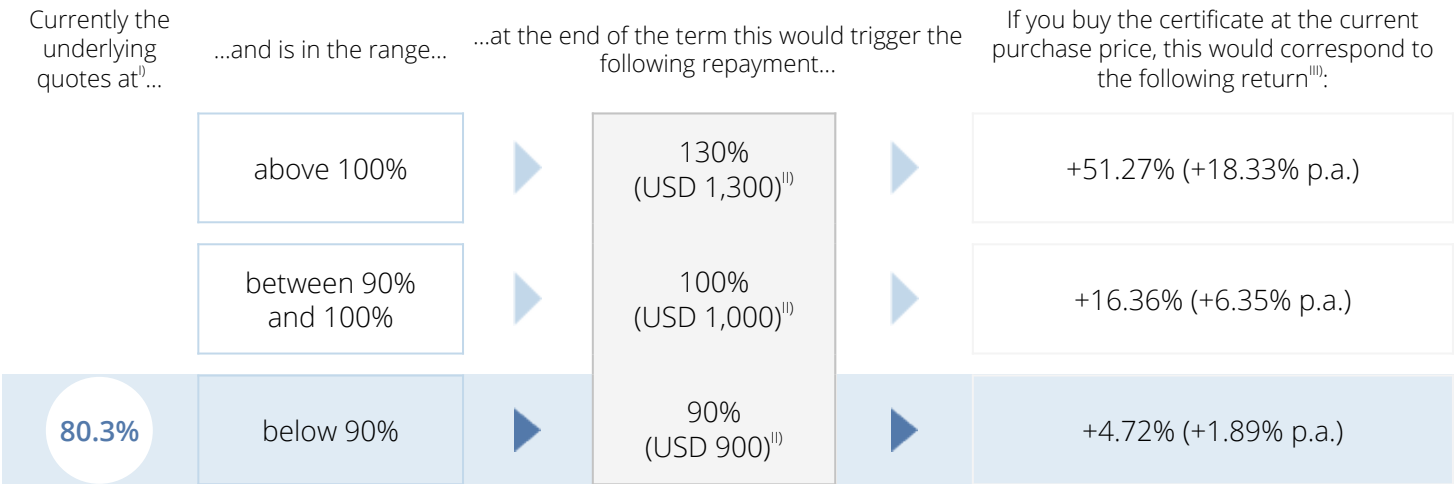 Currently the
underlying
quotes at^I)...
...and is in the range...
...at the end of the term this would trigger the
following repayment...
If you buy the certificate at the current
purchase price, this would correspond to
the following return^III):
above 100%
130%
(USD 1,300)^II)
+51.27% (+18.33% p.a.)
between 90%
and 100%
100%
(USD 1,000)^II)
+16.36% (+6.35% p.a.)
80.3%
below 90%
90%
(USD 900)^II)
+4.72% (+1.89% p.a.)